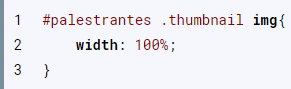 1 #palestrantes .thumbnail img{
2     width: 100%;
3 }